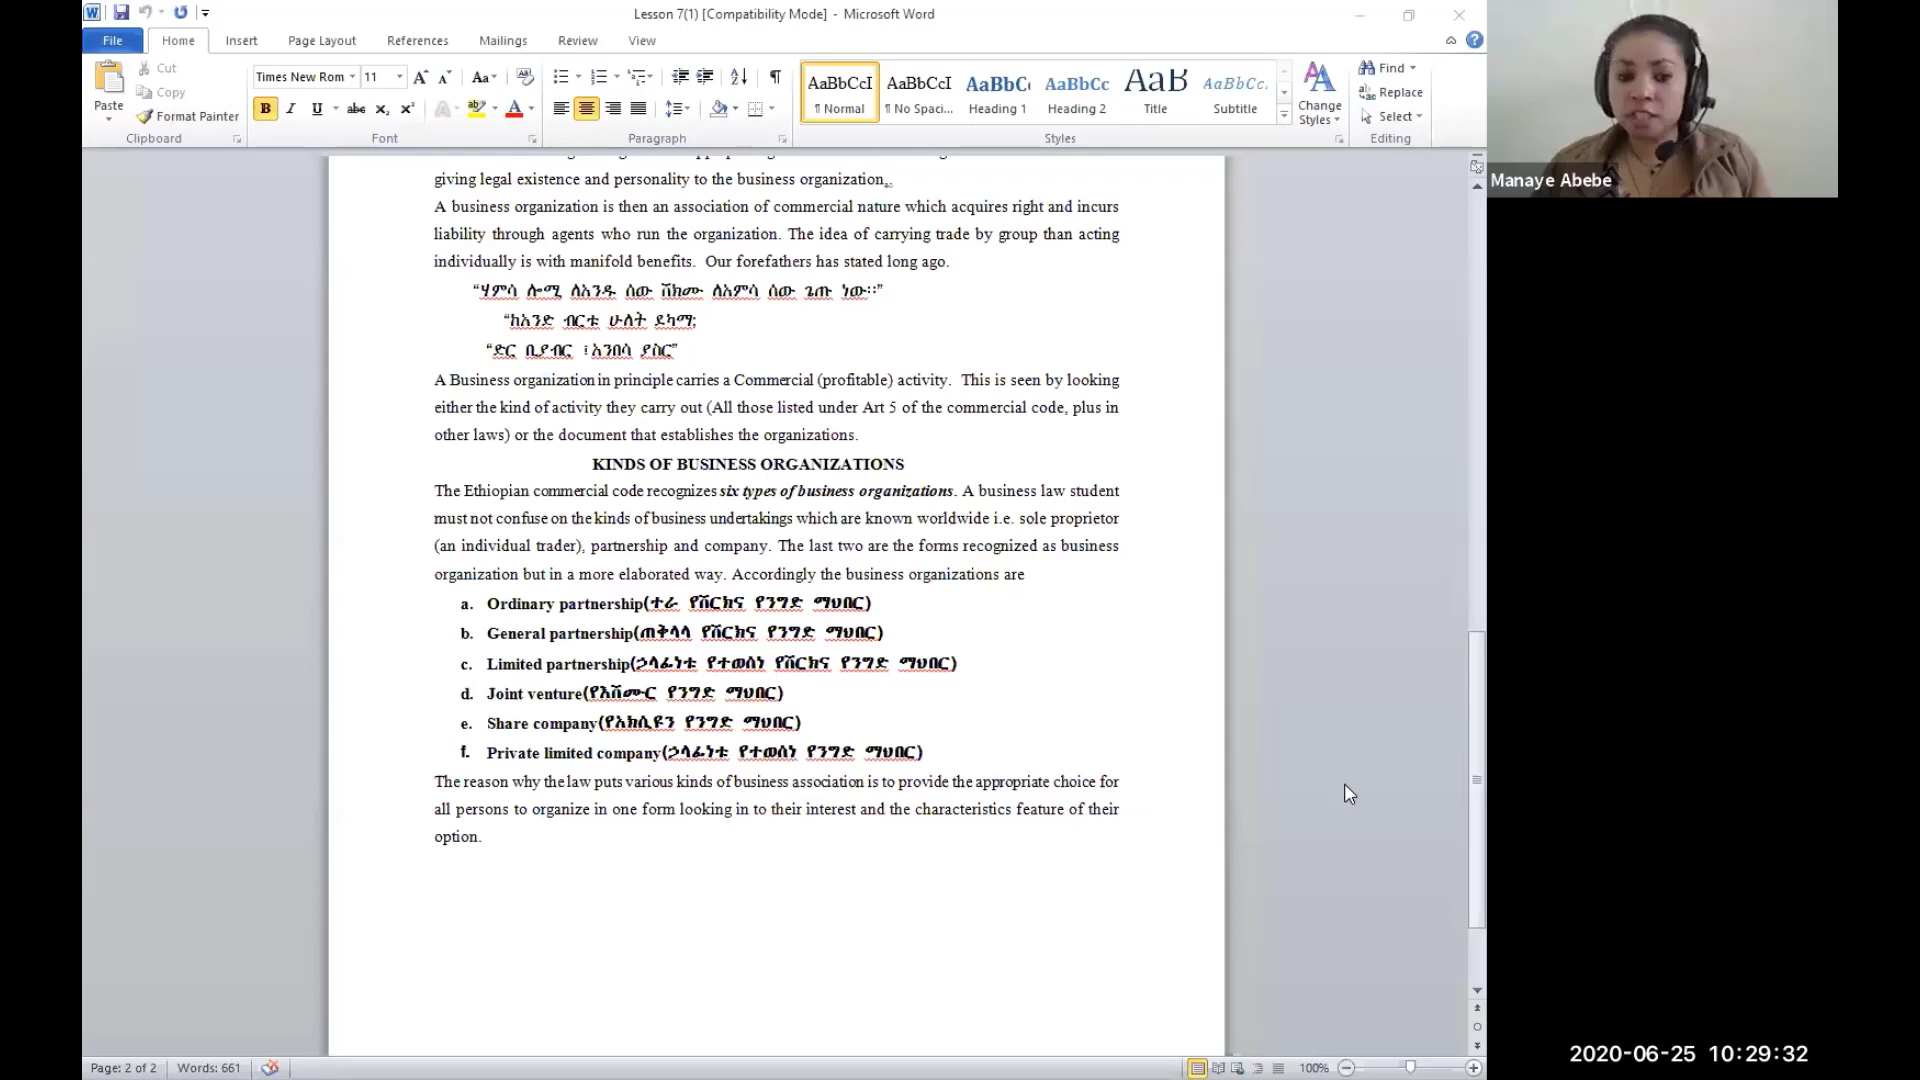 Lesson 7(1) [Compatibility Mode] - Microsoft Word
File Home Insert Page Layout References Mailings Review View
Paste
Cut
Copy
Format Painter
Clipboard
Times New Rom 11
Font
Paragraph
AaBbCcI AaBbCcI AaBbC AaBbCc AaB AaBbCc.
¶ Normal ¶ No Spaci... Heading 1 Heading 2 Title Subtitle
Change Styles
Styles
Find
Replace
Select
Editing
Manaye Abebe
giving legal existence and personality to the business organization,.
A business organization is then an association of commercial nature which acquires right and incurs
liability through agents who run the organization. The idea of carrying trade by group than acting
individually is with manifold benefits. Our forefathers has stated long ago.
“ሃምሳ ሎሚ ለአንዱ ሰው ሸክሙ ለአምሳ ሰው ጌጡ ነው።”
“ከአንድ ብርቱ ሁለት ደካማ;
“ድር ቢያብር ፤አንበሳ ያስር”
A Business organization in principle carries a Commercial (profitable) activity. This is seen by looking
either the kind of activity they carry out (All those listed under Art 5 of the commercial code, plus in
other laws) or the document that establishes the organizations.
KINDS OF BUSINESS ORGANIZATIONS
The Ethiopian commercial code recognizes six types of business organizations. A business law student
must not confuse on the kinds of business undertakings which are known worldwide i.e. sole proprietor
(an individual trader), partnership and company. The last two are the forms recognized as business
organization but in a more elaborated way. Accordingly the business organizations are
a. Ordinary partnership(ተራ የሽርክና የንግድ ማህበር)
b. General partnership(ጠቅላላ የሽርክና የንግድ ማህበር)
c. Limited partnership(ኃላፊነቱ የተወሰነ የሽርክና የንግድ ማህበር)
d. Joint venture(የእሽሙር የንግድ ማህበር)
e. Share company(የአክሲዩን የንግድ ማህበር)
f. Private limited company(ኃላፊነቱ የተወሰነ የንግድ ማህበር)
The reason why the law puts various kinds of business association is to provide the appropriate choice for
all persons to organize in one form looking in to their interest and the characteristics feature of their
option.
Page: 2 of 2 Words: 661 100%
2020-06-25 10:29:32